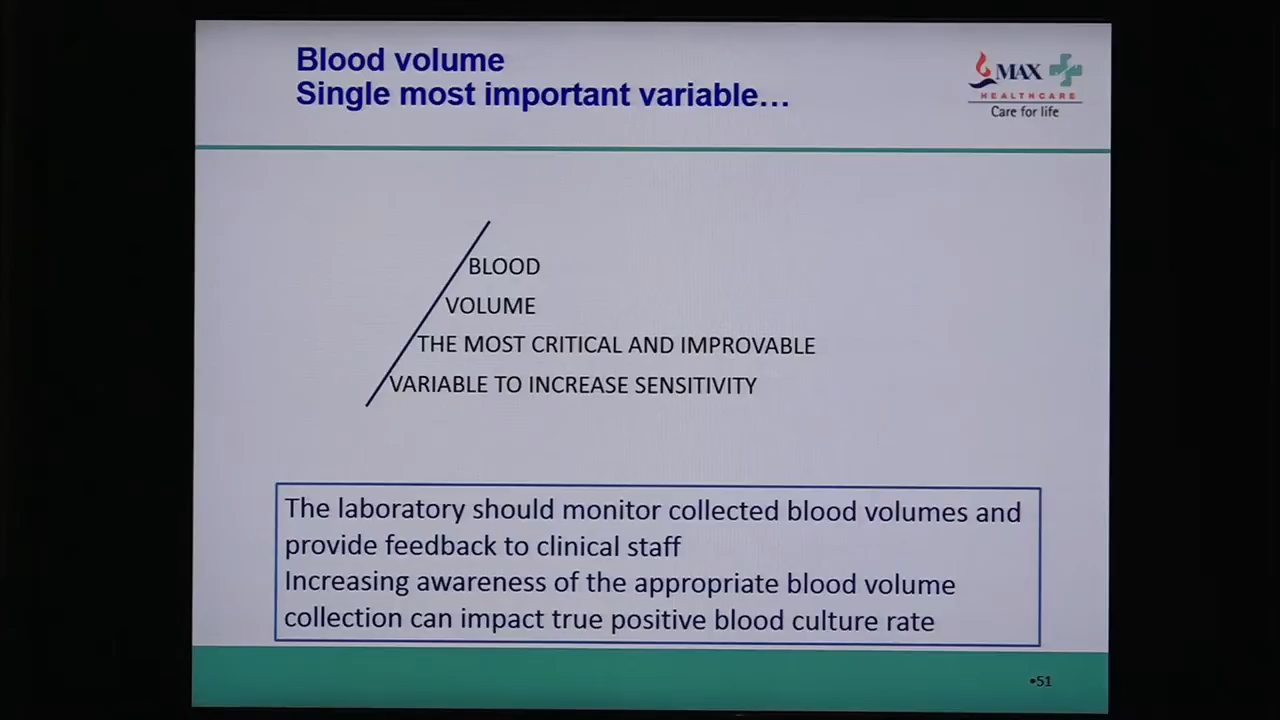 Blood volume
Single most important variable…
MAX
HEALTHCARE
Care for life
BLOOD
VOLUME
THE MOST CRITICAL AND IMPROVABLE
VARIABLE TO INCREASE SENSITIVITY
The laboratory should monitor collected blood volumes and
provide feedback to clinical staff
Increasing awareness of the appropriate blood volume
collection can impact true positive blood culture rate
•51